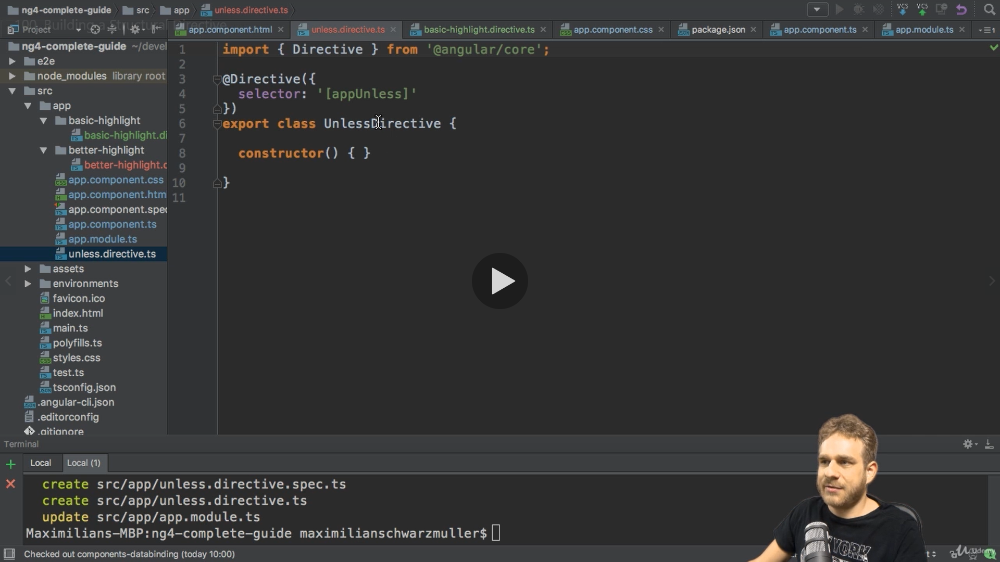 ng4-complete-guide src app unless.directive.ts
100. Building a Structural Directive
Project
app.component.html unless.directive.ts basic-highlight.directive.ts app.component.css package.json app.component.ts app.module.ts
ng4-complete-guide ~/devel
e2e
node_modules library root
src
app
basic-highlight
basic-highlight.di
better-highlight
better-highlight.d
app.component.css
app.component.htm
app.component.spec
app.component.ts
app.module.ts
unless.directive.ts
assets
environments
favicon.ico
index.html
main.ts
polyfills.ts
styles.css
test.ts
tsconfig.json
.angular-cli.json
.editorconfig
.gitignore
1 import { Directive } from '@angular/core';
2
3 @Directive({
4 selector: '[appUnless]'
5 })
6 export class UnlessDirective {
7
8 constructor() { }
9
10 }
11
Terminal
Local Local (1)
create src/app/unless.directive.spec.ts
create src/app/unless.directive.ts
update src/app/app.module.ts
Maximilians-MBP:ng4-complete-guide maximilianschwarzmuller$
Checked out components-databinding (today 10:00)
YORK
Udemy